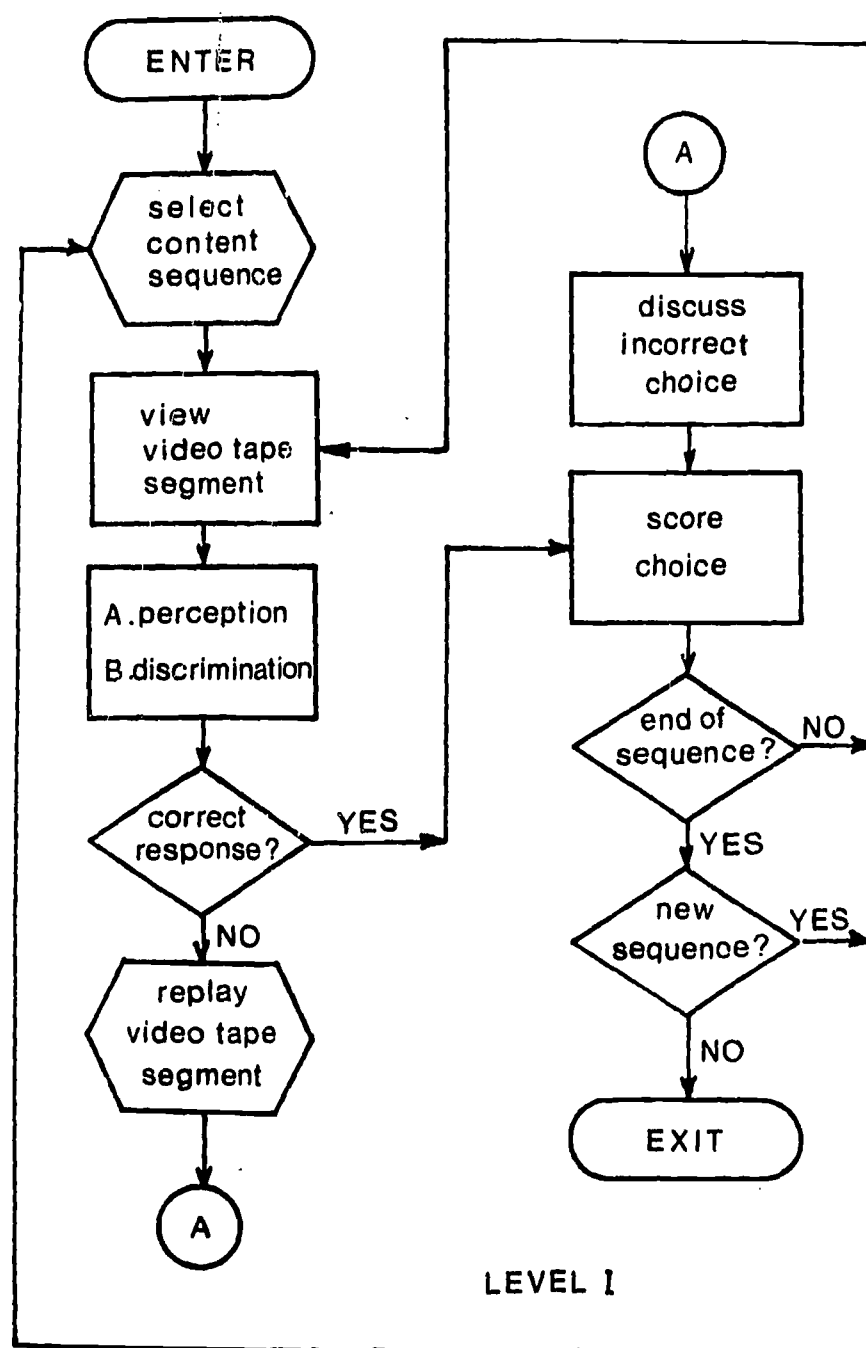 ENTER
select
content
sequence
view
video tape
segment
A.perception
B.discrimination
correct
response?
YES
NO
replay
video tape
segment
A
A
discuss
incorrect
choice
score
choice
end of
sequence?
NO
YES
new
sequence?
YES
NO
EXIT
LEVEL I